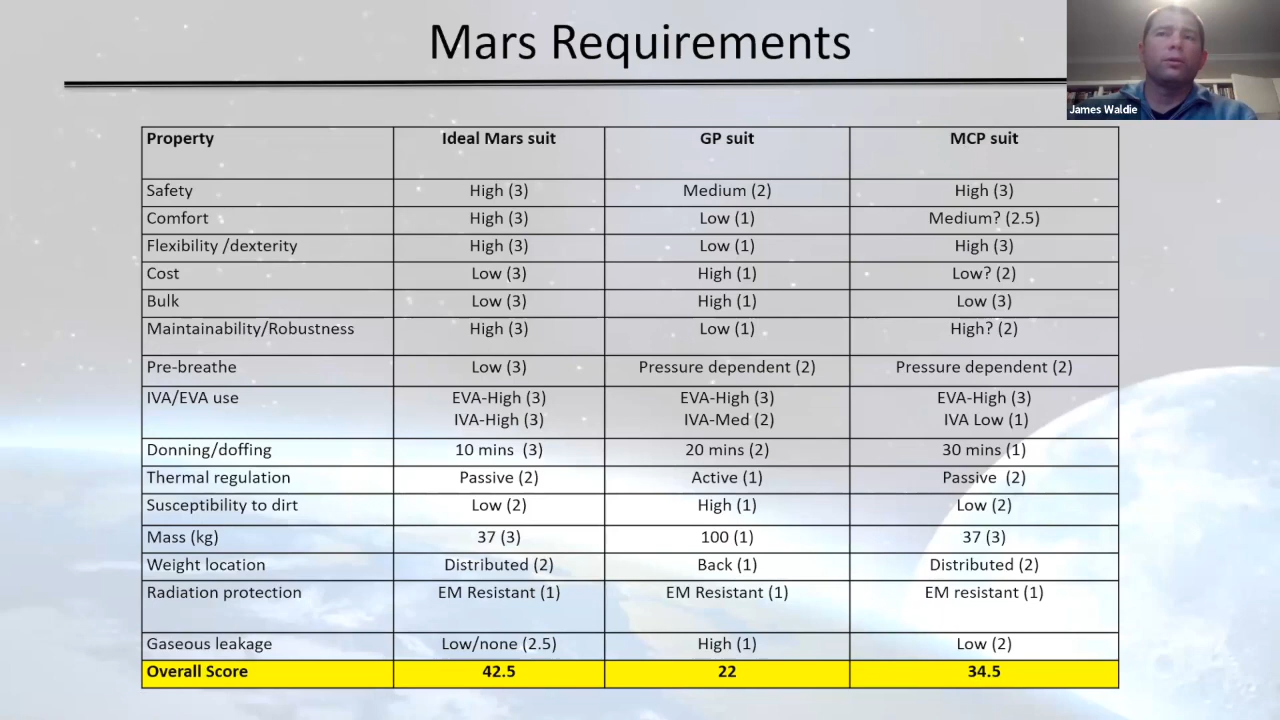 Mars Requirements
James Waldie
Property Ideal Mars suit GP suit MCP suit
Safety High (3) Medium (2) High (3)
Comfort High (3) Low (1) Medium? (2.5)
Flexibility /dexterity High (3) Low (1) High (3)
Cost Low (3) High (1) Low? (2)
Bulk Low (3) High (1) Low (3)
Maintainability/Robustness High (3) Low (1) High? (2)
Pre-breathe Low (3) Pressure dependent (2) Pressure dependent (2)
IVA/EVA use EVA-High (3) EVA-High (3) EVA-High (3)
IVA-High (3) IVA-Med (2) IVA Low (1)
Donning/doffing 10 mins (3) 20 mins (2) 30 mins (1)
Thermal regulation Passive (2) Active (1) Passive (2)
Susceptibility to dirt Low (2) High (1) Low (2)
Mass (kg) 37 (3) 100 (1) 37 (3)
Weight location Distributed (2) Back (1) Distributed (2)
Radiation protection EM Resistant (1) EM Resistant (1) EM resistant (1)
Gaseous leakage Low/none (2.5) High (1) Low (2)
Overall Score 42.5 22 34.5